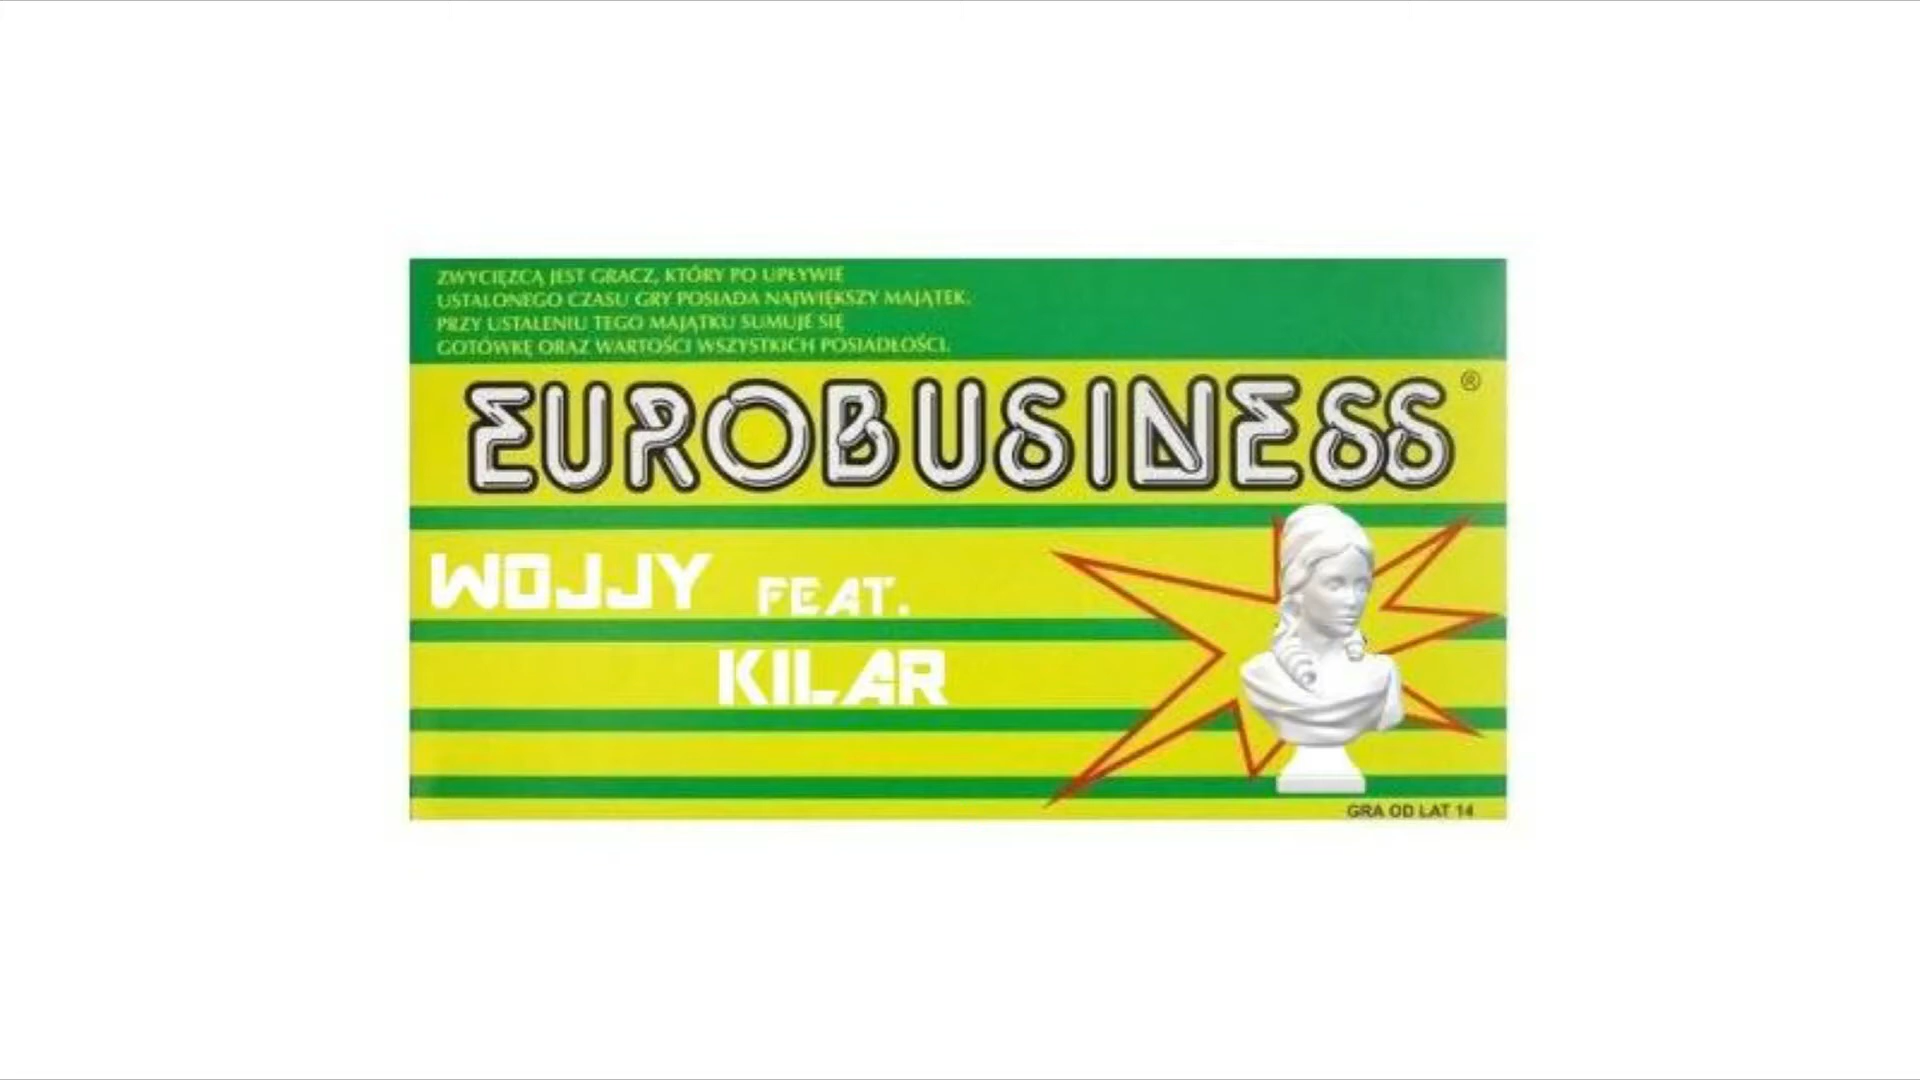 ZWYCIĘZCĄ JEST GRACZ, KTÓRY PO UPŁYWIE
USTALONEGO CZASU GRY POSIADA NAJWIĘKSZY MAJĄTEK.
PRZY USTALENIU TEGO MAJĄTKU SUMUJE SIĘ
GOTÓWKĘ ORAZ WARTOŚCI WSZYSTKICH POSIADŁOŚCI.
EUROBUSINESS®
WOJJY FEAT.
KILAR
GRA OD LAT 14